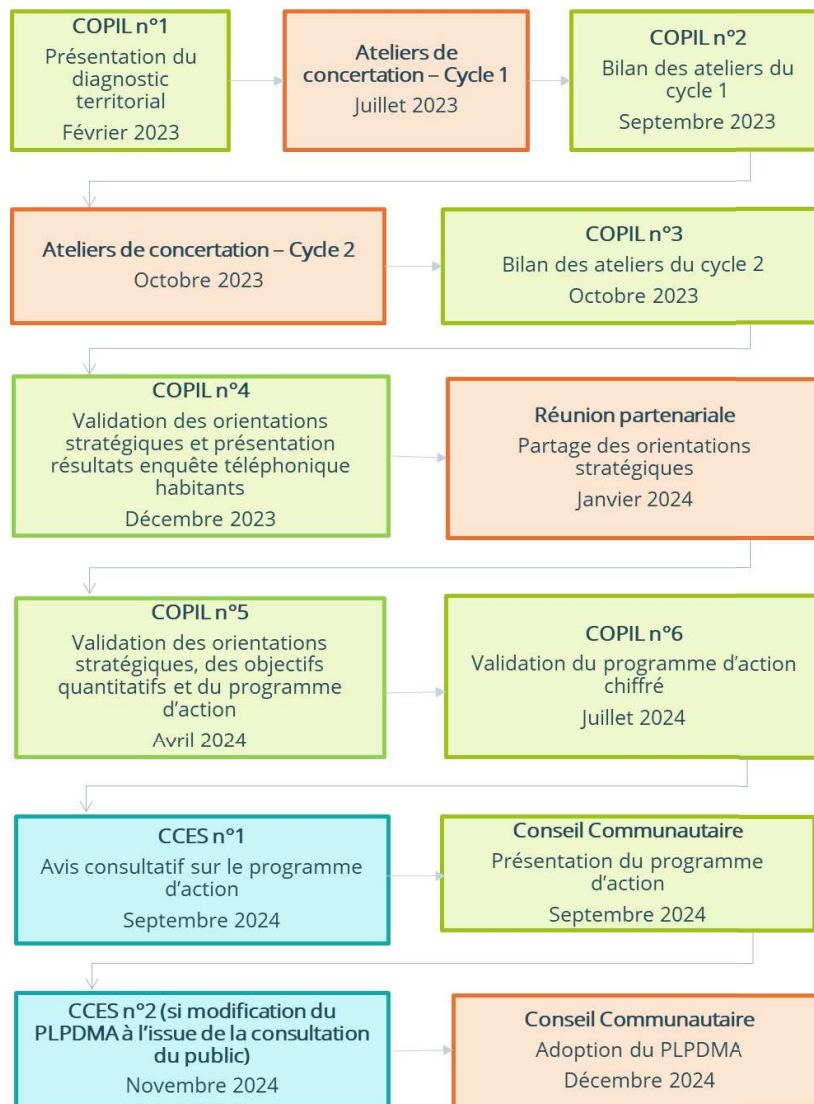 COPIL n°1
Présentation du
diagnostic
territorial
Février 2023
Ateliers de
concertation – Cycle 1
Juillet 2023
COPIL n°2
Bilan des ateliers du
cycle 1
Septembre 2023
Ateliers de concertation – Cycle 2
Octobre 2023
COPIL n°3
Bilan des ateliers du cycle 2
Octobre 2023
COPIL n°4
Validation des orientations
stratégiques et présentation
résultats enquête téléphonique
habitants
Décembre 2023
Réunion partenariale
Partage des orientations
stratégiques
Janvier 2024
COPIL n°5
Validation des orientations
stratégiques, des objectifs
quantitatifs et du programme
d'action
Avril 2024
COPIL n°6
Validation du programme d'action
chiffré
Juillet 2024
CCES n°1
Avis consultatif sur le programme
d'action
Septembre 2024
Conseil Communautaire
Présentation du programme
d'action
Septembre 2024
CCES n°2 (si modification du
PLPDMA à l'issue de la consultation
du public)
Novembre 2024
Conseil Communautaire
Adoption du PLPDMA
Décembre 2024